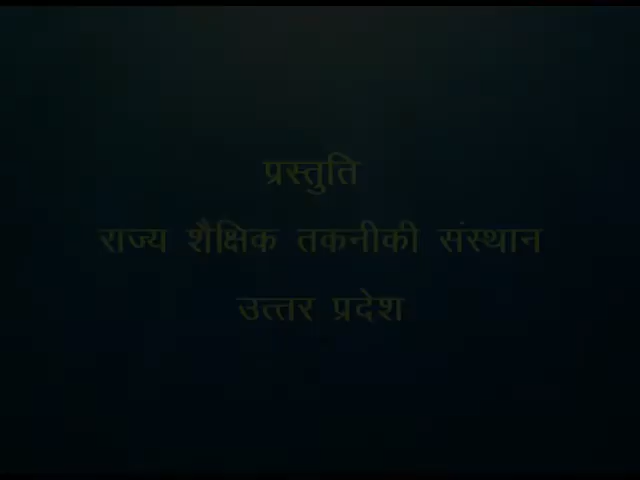 प्रस्तुति
राज्य शैक्षिक तकनीकी संस्थान
उत्तर प्रदेश